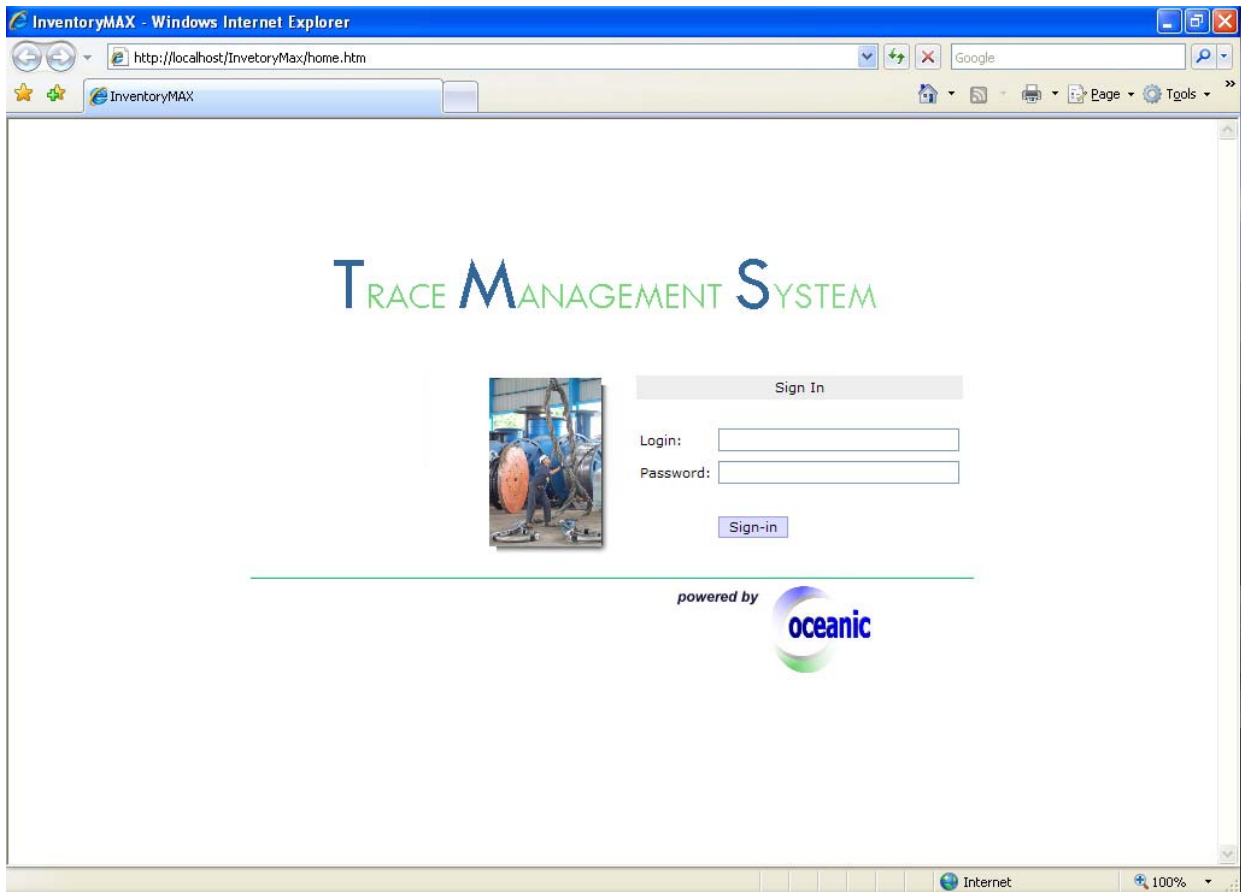 InventoryMAX - Windows Internet Explorer
http://localhost/InvetoryMax/home.htm
Google
InventoryMAX
Page
Tools
»
TRACE MANAGEMENT SYSTEM
Sign In
Login:
Password:
Sign-in
powered by
oceanic
Internet
100%